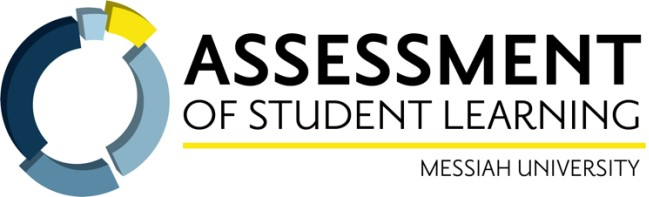 ASSESSMENT
OF STUDENT LEARNING
MESSIAH UNIVERSITY